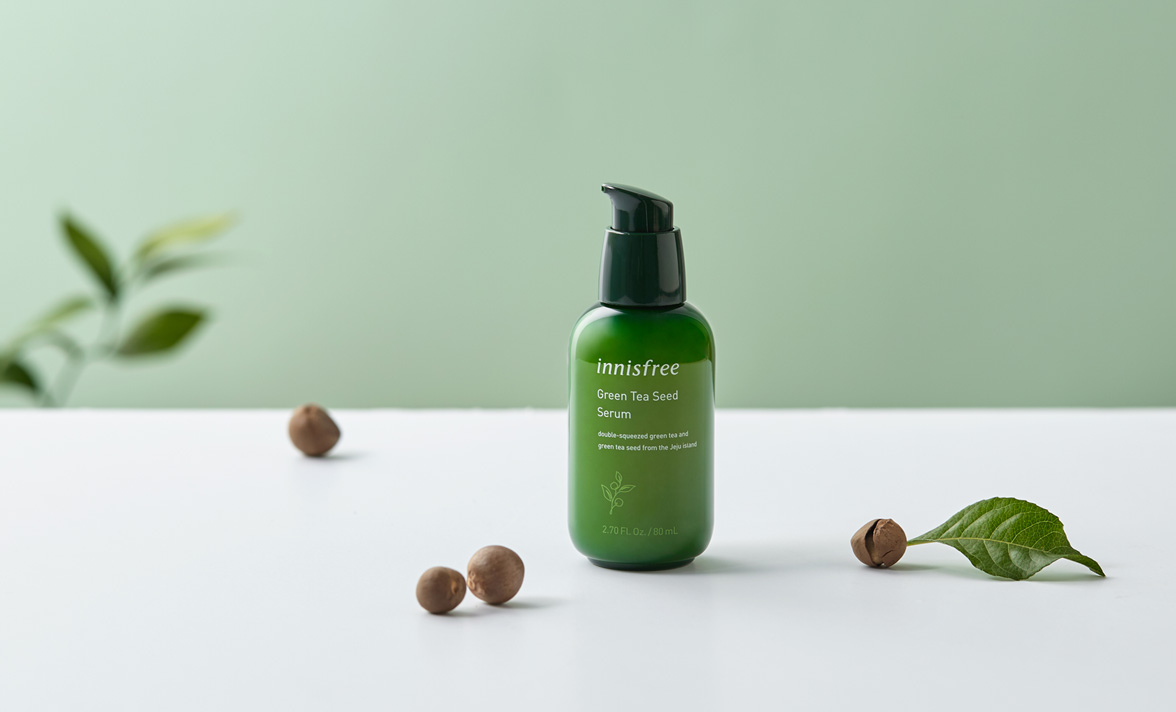 innisfree
Green Tea Seed
Serum
double-squeezed green tea and
green tea seed from the Jeju island
2.70 FL. Oz. / 80 mL